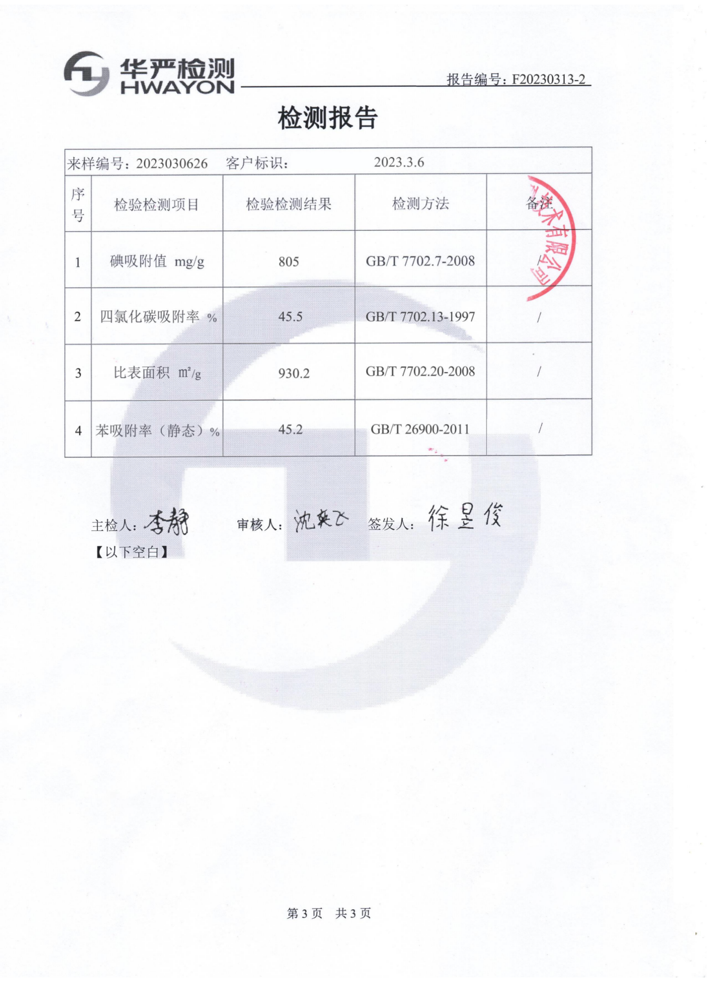 华严检测
HWAYON
报告编号：F20230313-2
检测报告
来样编号：2023030626 客户标识： 2023.3.6
序号 检验检测项目 检验检测结果 检测方法 备注
1 碘吸附值 mg/g 805 GB/T 7702.7-2008 /
2 四氯化碳吸附率 % 45.5 GB/T 7702.13-1997 /
3 比表面积 m²/g 930.2 GB/T 7702.20-2008 /
4 苯吸附率（静态）% 45.2 GB/T 26900-2011 /
技术有限公司
主检人：李静 审核人：沈 飞 签发人：徐昱俊
【以下空白】
第 3 页 共 3 页